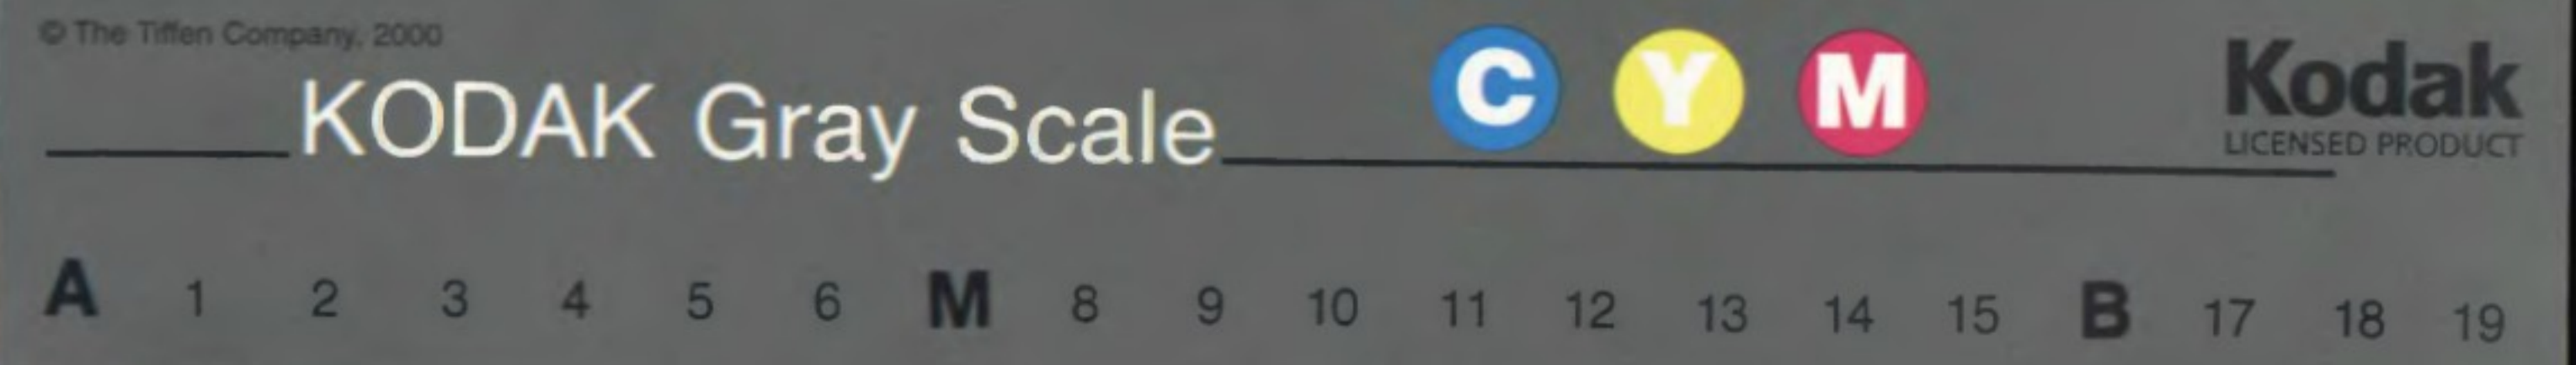 © The Tiffen Company, 2000
KODAK Gray Scale
C Y M
Kodak
LICENSED PRODUCT
A 1 2 3 4 5 6 M 8 9 10 11 12 13 14 15 B 17 18 19